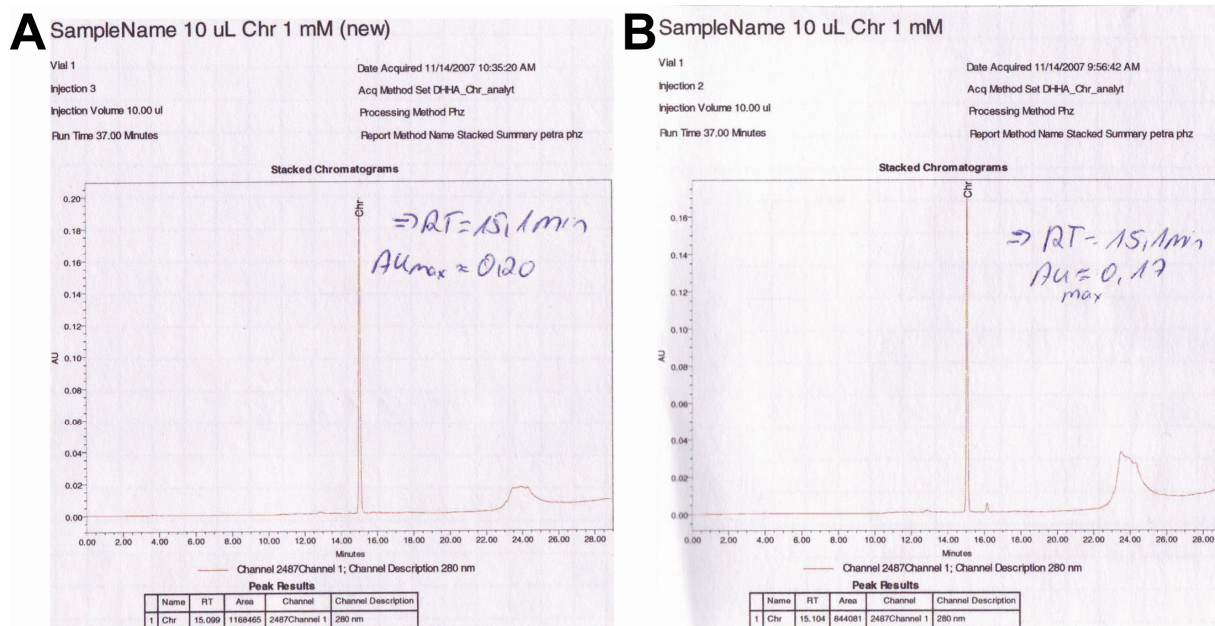 A
SampleName 10 uL Chr 1 mM (new)
Vial 1
Date Acquired 11/14/2007 10:35:20 AM
Injection 3
Acq Method Set DHHA_Chr_analyt
Injection Volume 10.00 ul
Processing Method Phz
Run Time 37.00 Minutes
Report Method Name Stacked Summary petra phz
Stacked Chromatograms
Chr
⇒ RT = 15,1 min
AUmax ≈ 0,20
AU
0.20
0.18
0.16
0.14
0.12
0.10
0.08
0.06
0.04
0.02
0.00
0.00 2.00 4.00 6.00 8.00 10.00 12.00 14.00 16.00 18.00 20.00 22.00 24.00 26.00 28.00
Minutes
Channel 2487Channel 1; Channel Description 280 nm
Peak Results
Name RT Area Channel Channel Description
1 Chr 15.099 1168465 2487Channel 1 280 nm
B
SampleName 10 uL Chr 1 mM
Vial 1
Date Acquired 11/14/2007 9:56:42 AM
Injection 2
Acq Method Set DHHA_Chr_analyt
Injection Volume 10.00 ul
Processing Method Phz
Run Time 37.00 Minutes
Report Method Name Stacked Summary petra phz
Stacked Chromatograms
Chr
⇒ RT = 15,1 min
AU ≈ 0,17
max
AU
0.16
0.14
0.12
0.10
0.08
0.06
0.04
0.02
0.00
0.00 2.00 4.00 6.00 8.00 10.00 12.00 14.00 16.00 18.00 20.00 22.00 24.00 26.00 28.00
Minutes
Channel 2487Channel 1; Channel Description 280 nm
Peak Results
Name RT Area Channel Channel Description
1 Chr 15.104 844081 2487Channel 1 280 nm